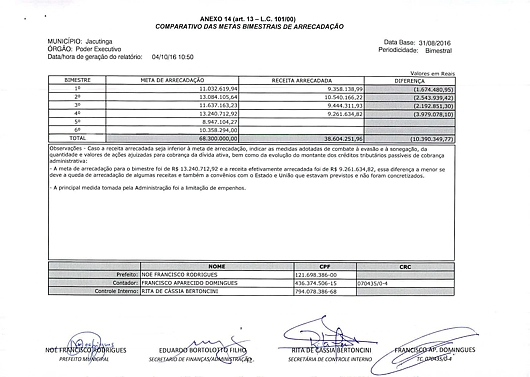 ANEXO 14 (art. 13 – L.C. 101/00)
COMPARATIVO DAS METAS BIMESTRAIS DE ARRECADAÇÃO
MUNICÍPIO: Jacutinga
ÓRGÃO: Poder Executivo
Data/hora de geração do relatório: 04/10/16 10:50
Data Base: 31/08/2016
Periodicidade: Bimestral
Valores em Reais
BIMESTRE META DE ARRECADAÇÃO RECEITA ARRECADADA DIFERENÇA
1º 11.032.619,94 9.358.138,99 (1.674.480,95)
2º 13.084.105,64 10.540.166,22 (2.543.939,42)
3º 11.637.163,23 9.444.311,93 (2.192.851,30)
4º 13.240.712,92 9.261.634,82 (3.979.078,10)
5º 8.947.104,27
6º 10.358.294,00
TOTAL 68.300.000,00 38.604.251,96 (10.390.349,77)
Observações - Caso a receita arrecadada seja inferior à meta de arrecadação, indicar as medidas adotadas de combate à evasão e à sonegação, da
quantidade e valores de ações ajuizadas para cobrança da dívida ativa, bem como da evolução do montante dos créditos tributários passíveis de cobrança
administrativa:
- A meta de arrecadação para o bimestre foi de R$ 13.240.712,92 e a receita efetivamente arrecadada foi de R$ 9.261.634,82, essa diferença a menor se
deve a queda de arrecadação de algumas receitas e também a convênios com o Estado e União que estavam previstos e não foram concretizados.
- A principal medida tomada pela Administração foi a limitação de empenhos.
NOME CPF CRC
Prefeito: NOE FRANCISCO RODRIGUES 121.698.386-00
Contador: FRANCISCO APARECIDO DOMINGUES 436.374.506-15 070435/0-4
Controle Interno: RITA DE CÁSSIA BERTONCINI 794.078.386-68
NOÉ FRANCISCO RODRIGUES
PREFEITO MUNICIPAL
EDUARDO BORTOLOTTO FILHO
SECRETÁRIO DE FINANÇAS/ADMINISTRAÇÃO
RITA DE CÁSSIA BERTONCINI
SECRETÁRIA DE CONTROLE INTERNO
FRANCISCO AP. DOMINGUES
TC 070435/0-4